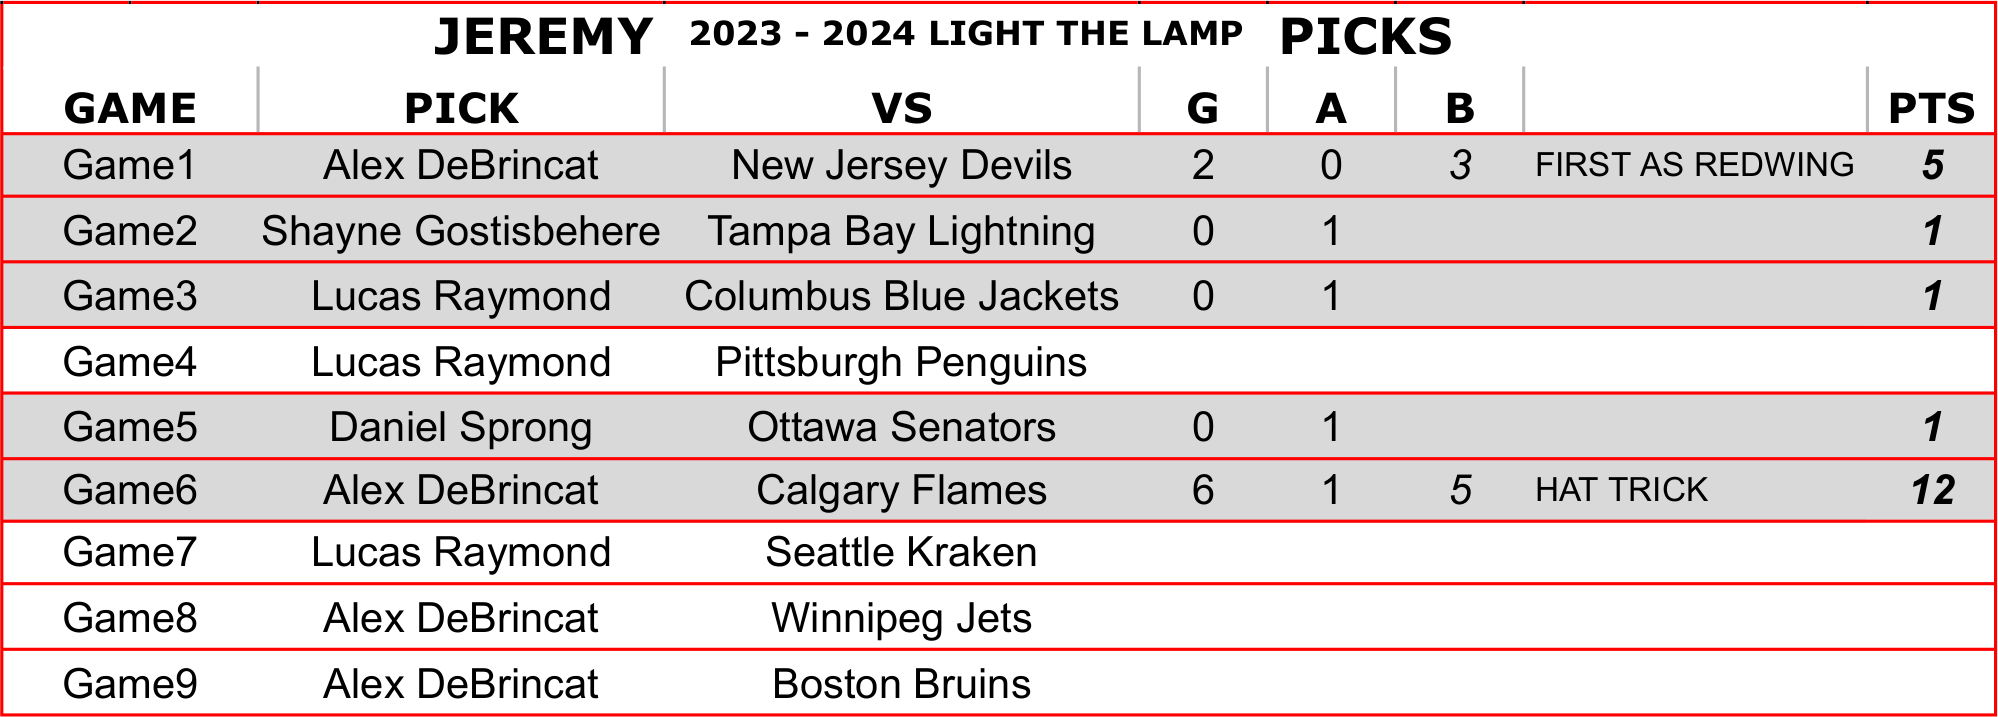 JEREMY 2023 - 2024 LIGHT THE LAMP PICKS
GAME PICK VS G A B PTS
Game1 Alex DeBrincat New Jersey Devils 2 0 3 FIRST AS REDWING 5
Game2 Shayne Gostisbehere Tampa Bay Lightning 0 1 1
Game3 Lucas Raymond Columbus Blue Jackets 0 1 1
Game4 Lucas Raymond Pittsburgh Penguins
Game5 Daniel Sprong Ottawa Senators 0 1 1
Game6 Alex DeBrincat Calgary Flames 6 1 5 HAT TRICK 12
Game7 Lucas Raymond Seattle Kraken
Game8 Alex DeBrincat Winnipeg Jets
Game9 Alex DeBrincat Boston Bruins